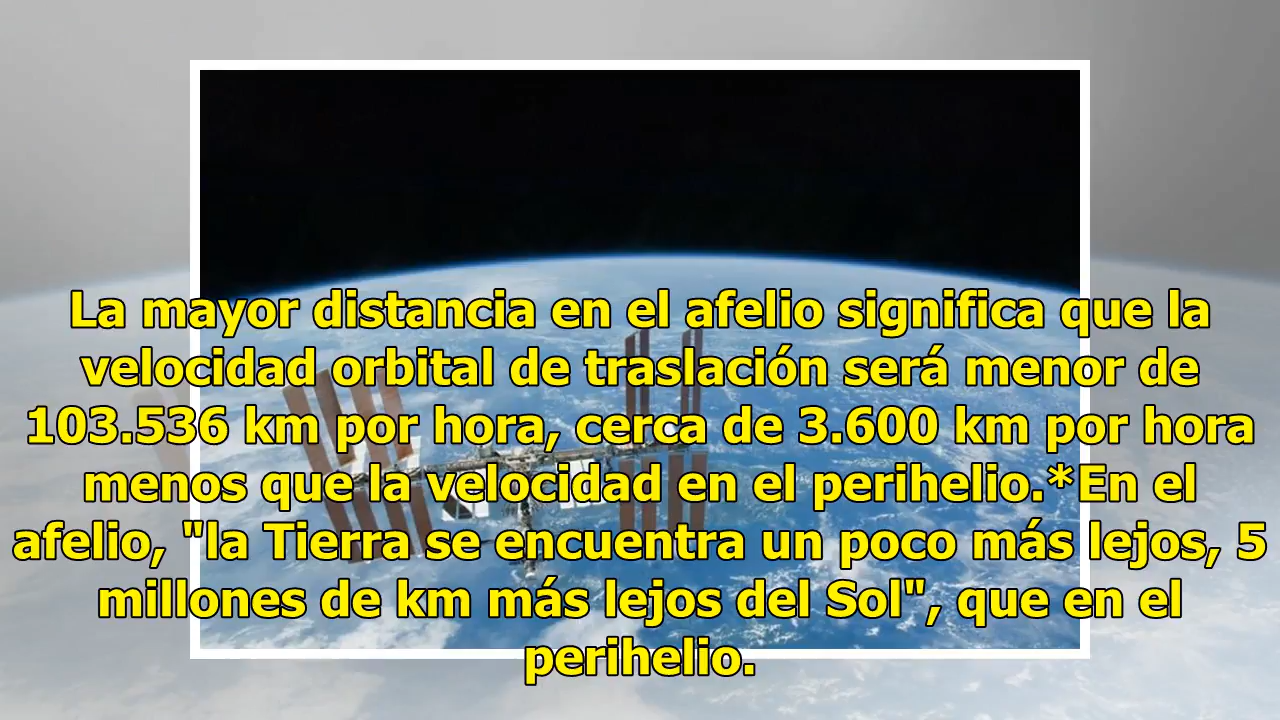 La mayor distancia en el afelio significa que la
velocidad orbital de traslación será menor de
103.536 km por hora, cerca de 3.600 km por hora
menos que la velocidad en el perihelio.*En el
afelio, "la Tierra se encuentra un poco más lejos, 5
millones de km más lejos del Sol", que en el
perihelio.